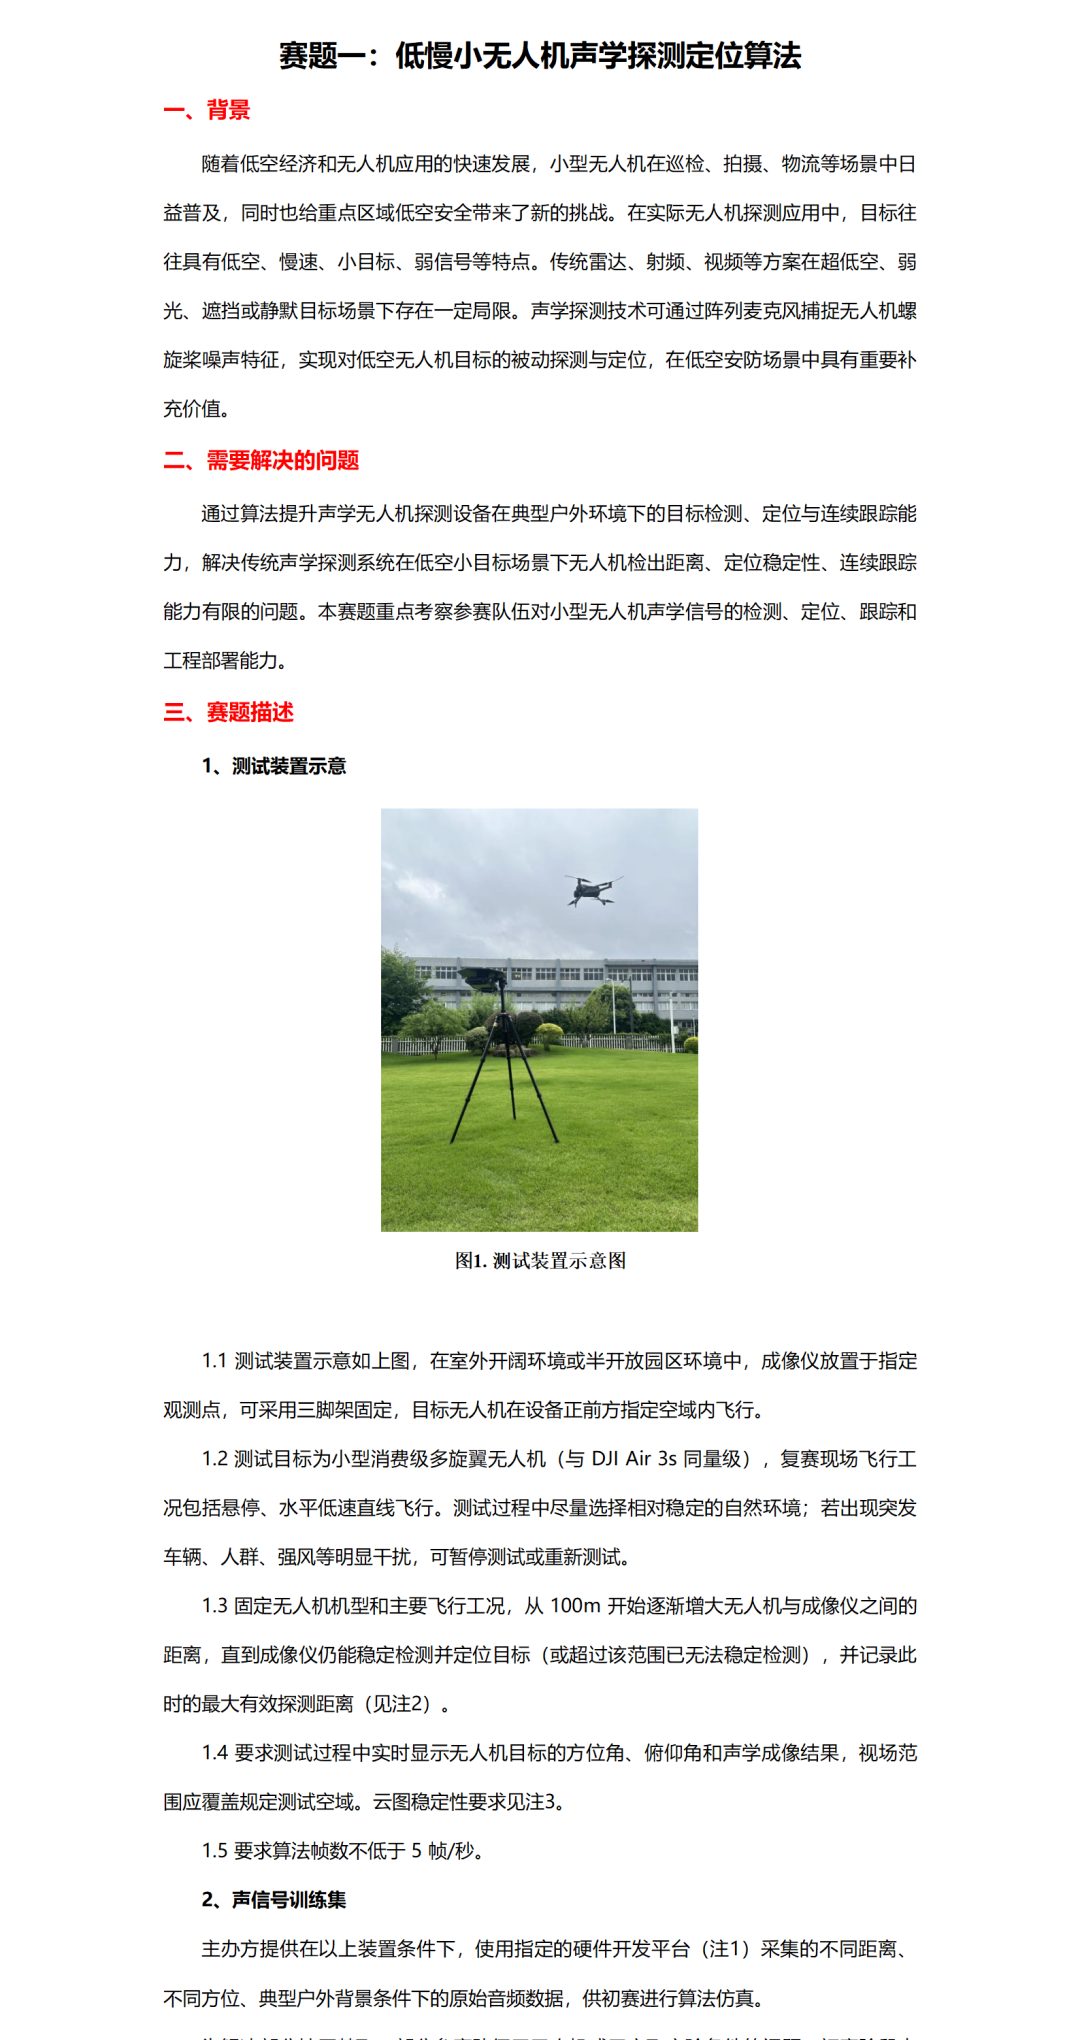 赛题一：低慢小无人机声学探测定位算法
一、背景
随着低空经济和无人机应用的快速发展，小型无人机在巡检、拍摄、物流等场景中日
益普及，同时也给重点区域低空安全带来了新的挑战。在实际无人机探测应用中，目标往
往具有低空、慢速、小目标、弱信号等特点。传统雷达、射频、视频等方案在超低空、弱
光、遮挡或静默目标场景下存在一定局限。声学探测技术可通过阵列麦克风捕捉无人机螺
旋桨噪声特征，实现对低空无人机目标的被动探测与定位，在低空安防场景中具有重要补
充价值。
二、需要解决的问题
通过算法提升声学无人机探测设备在典型户外环境下的目标检测、定位与连续跟踪能
力，解决传统声学探测系统在低空小目标场景下无人机检出距离、定位稳定性、连续跟踪
能力有限的问题。本赛题重点考察参赛队伍对小型无人机声学信号的检测、定位、跟踪和
工程部署能力。
三、赛题描述
1、测试装置示意
图1. 测试装置示意图
1.1 测试装置示意如上图，在室外开阔环境或半开放园区环境中，成像仪放置于指定
观测点，可采用三脚架固定，目标无人机在设备正前方指定空域内飞行。
1.2 测试目标为小型消费级多旋翼无人机（与 DJI Air 3s 同量级），复赛现场飞行工
况包括悬停、水平低速直线飞行。测试过程中尽量选择相对稳定的自然环境；若出现突发
车辆、人群、强风等明显干扰，可暂停测试或重新测试。
1.3 固定无人机机型和主要飞行工况，从 100m 开始逐渐增大无人机与成像仪之间的
距离，直到成像仪仍能稳定检测并定位目标（或超过该范围已无法稳定检测），并记录此
时的最大有效探测距离（见注2）。
1.4 要求测试过程中实时显示无人机目标的方位角、俯仰角和声学成像结果，视场范
围应覆盖规定测试空域。云图稳定性要求见注3。
1.5 要求算法帧数不低于 5 帧/秒。
2、声信号训练集
主办方提供在以上装置条件下，使用指定的硬件开发平台（注1）采集的不同距离、
不同方位、典型户外背景条件下的原始音频数据，供初赛进行算法仿真。